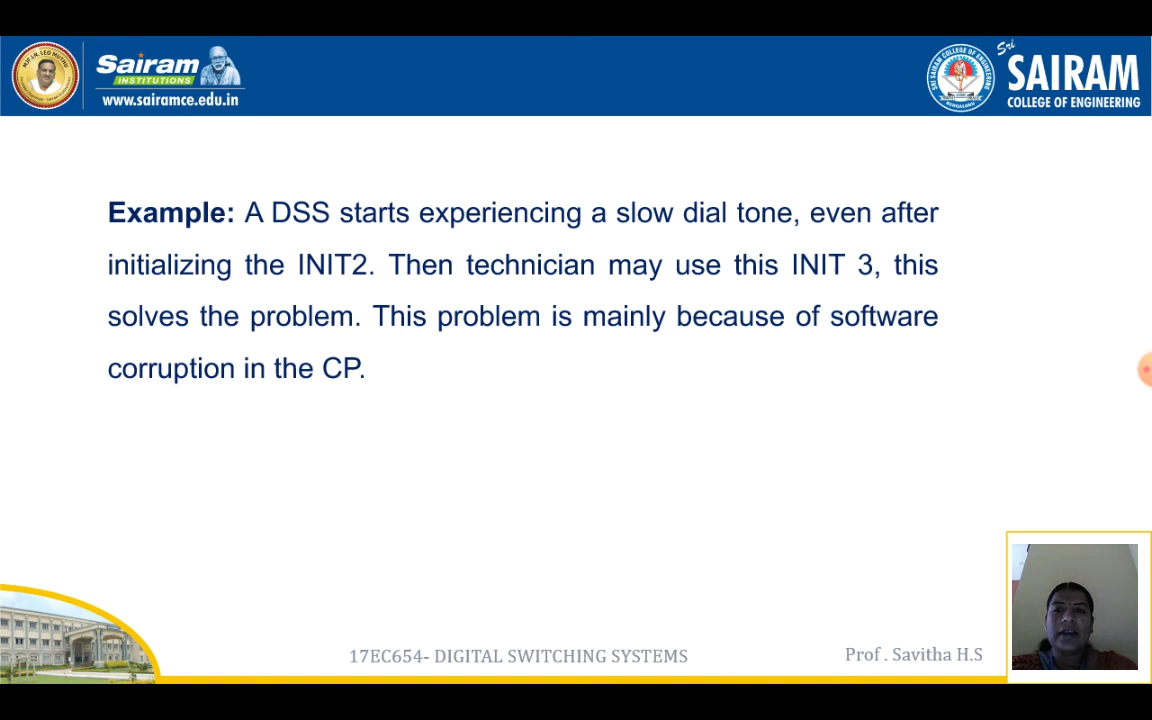 Sairam
INSTITUTIONS
www.sairamce.edu.in
Sri
SAIRAM
COLLEGE OF ENGINEERING
Example: A DSS starts experiencing a slow dial tone, even after
initializing the INIT2. Then technician may use this INIT 3, this
solves the problem. This problem is mainly because of software
corruption in the CP.
17EC654- DIGITAL SWITCHING SYSTEMS
Prof . Savitha H.S